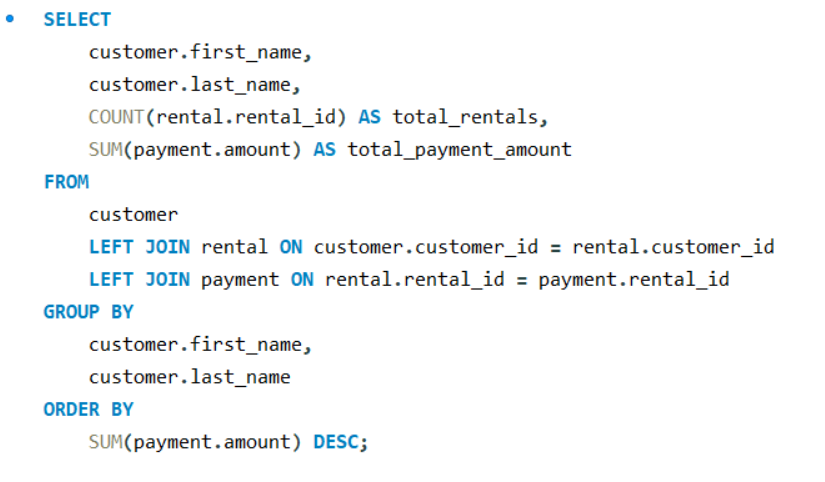 SELECT
customer.first_name,
customer.last_name,
COUNT(rental.rental_id) AS total_rentals,
SUM(payment.amount) AS total_payment_amount
FROM
customer
LEFT JOIN rental ON customer.customer_id = rental.customer_id
LEFT JOIN payment ON rental.rental_id = payment.rental_id
GROUP BY
customer.first_name,
customer.last_name
ORDER BY
SUM(payment.amount) DESC;